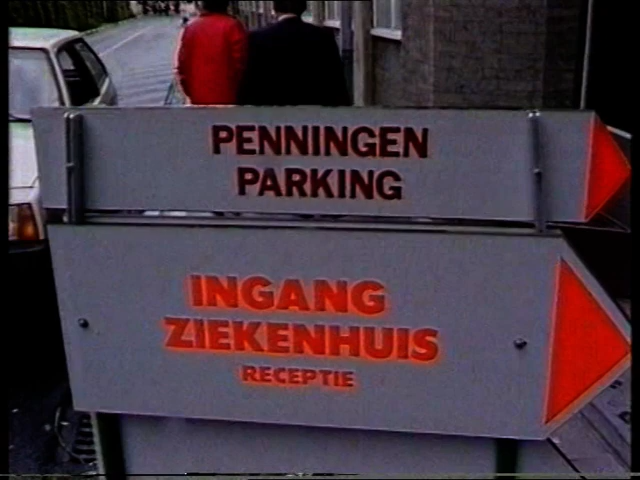 PENNINGEN
PARKING
INGANG
ZIEKENHUIS
RECEPTIE